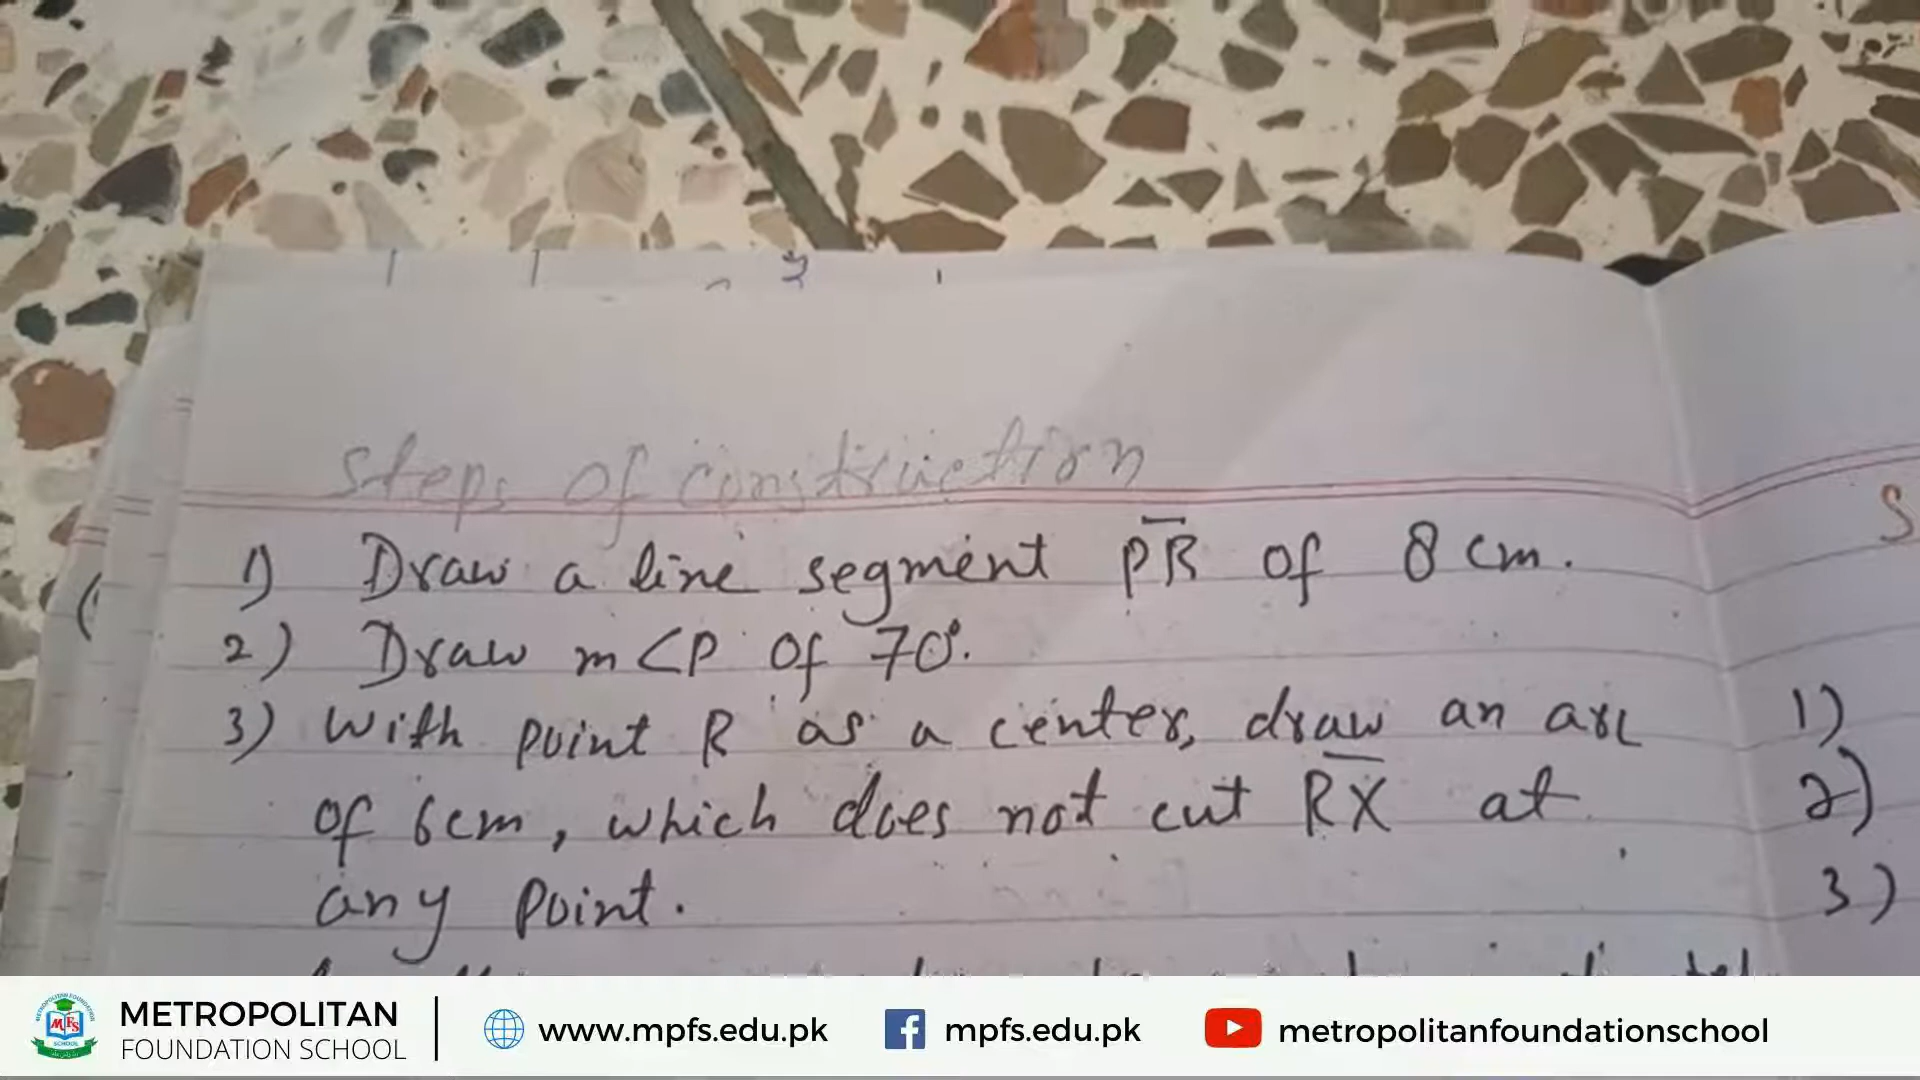 steps of construction
1) Draw a line segment PR of 8 cm.
2) Draw m<P of 70°.
3) With point R as a center, draw an arc
of 6cm, which does not cut RX at
any point.
S
1)
2)
3)
METROPOLITAN
FOUNDATION SCHOOL
www.mpfs.edu.pk
mpfs.edu.pk
metropolitanfoundationschool
MFS
SCHOOL